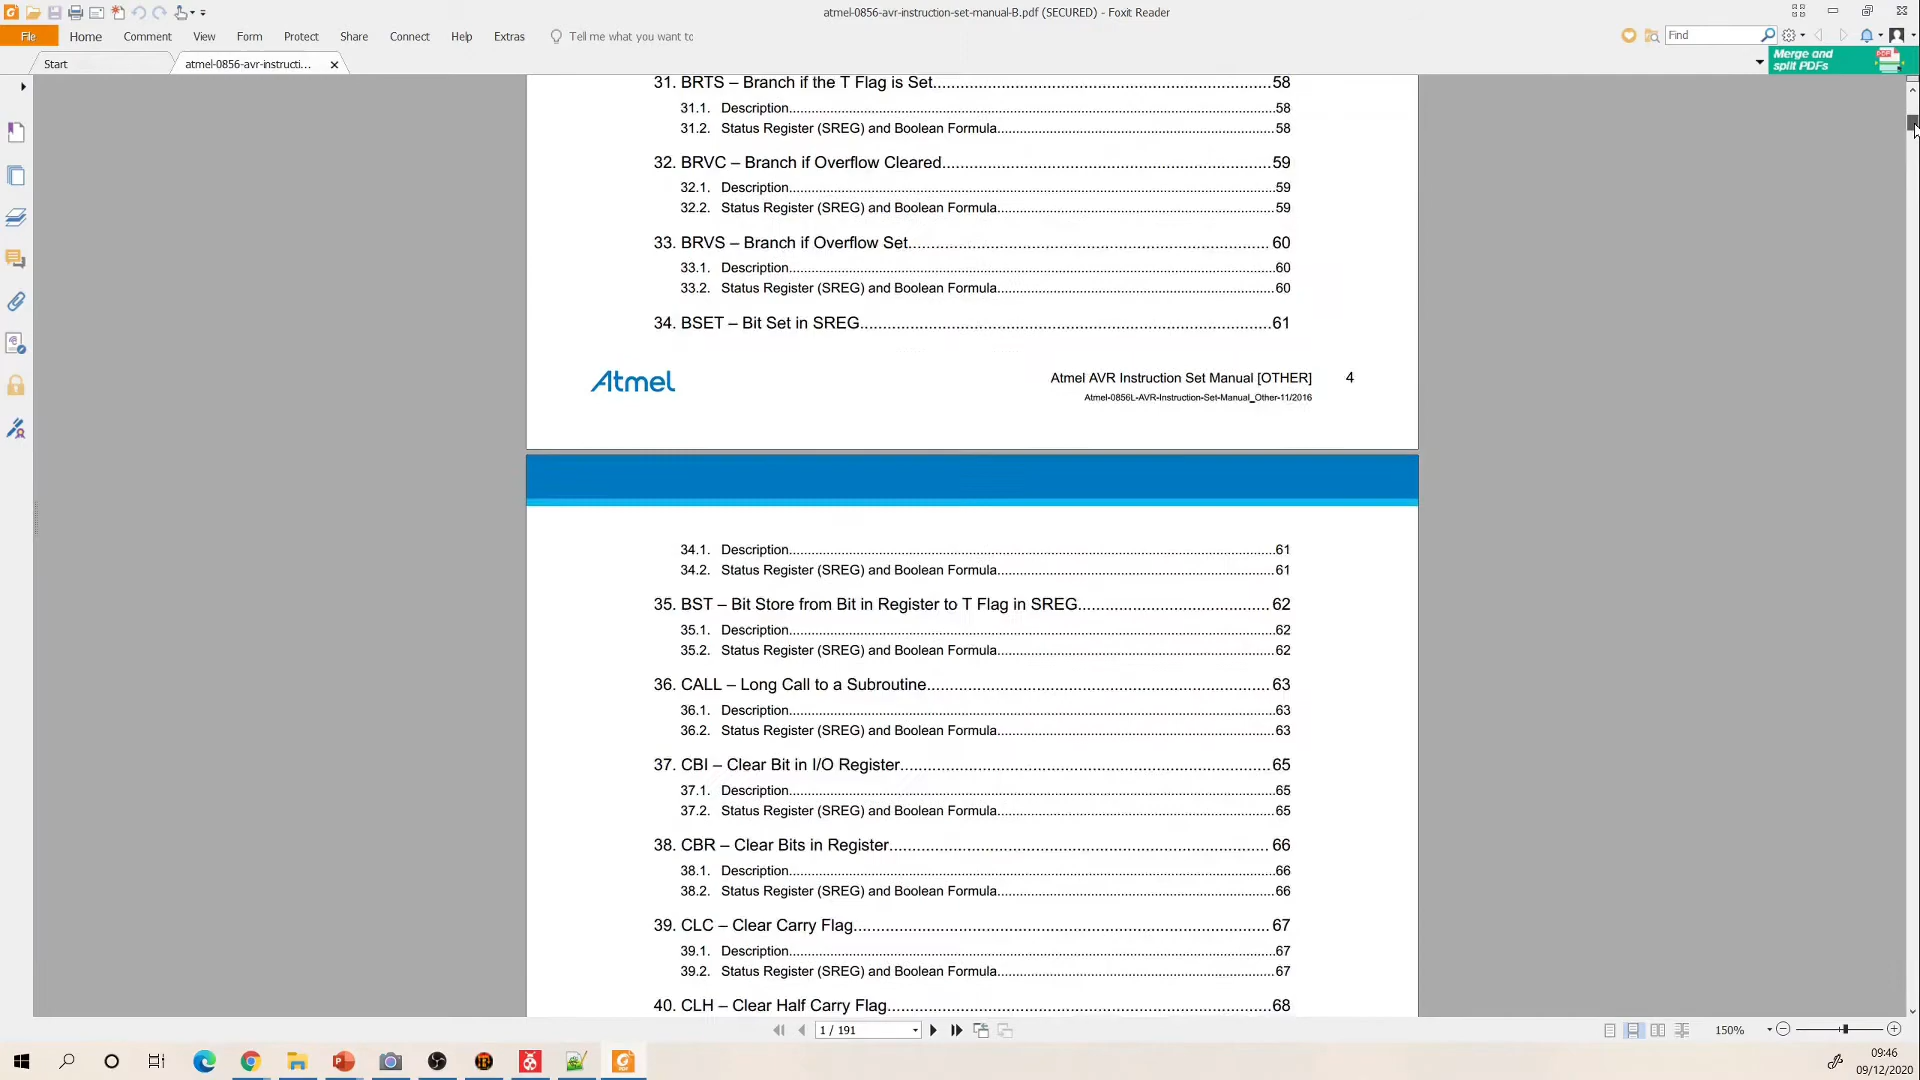 atmel-0856-avr-instruction-set-manual-B.pdf (SECURED) - Foxit Reader
File Home Comment View Form Protect Share Connect Help Extras Tell me what you want to Find
Start atmel-0856-avr-instructi... Merge and
split PDFs
31. BRTS – Branch if the T Flag is Set 58
31.1. Description 58
31.2. Status Register (SREG) and Boolean Formula 58
32. BRVC – Branch if Overflow Cleared 59
32.1. Description 59
32.2. Status Register (SREG) and Boolean Formula 59
33. BRVS – Branch if Overflow Set 60
33.1. Description 60
33.2. Status Register (SREG) and Boolean Formula 60
34. BSET – Bit Set in SREG 61
Atmel Atmel AVR Instruction Set Manual [OTHER] 4
Atmel-0856L-AVR-Instruction-Set-Manual_Other-11/2016
34.1. Description 61
34.2. Status Register (SREG) and Boolean Formula 61
35. BST – Bit Store from Bit in Register to T Flag in SREG 62
35.1. Description 62
35.2. Status Register (SREG) and Boolean Formula 62
36. CALL – Long Call to a Subroutine 63
36.1. Description 63
36.2. Status Register (SREG) and Boolean Formula 63
37. CBI – Clear Bit in I/O Register 65
37.1. Description 65
37.2. Status Register (SREG) and Boolean Formula 65
38. CBR – Clear Bits in Register 66
38.1. Description 66
38.2. Status Register (SREG) and Boolean Formula 66
39. CLC – Clear Carry Flag 67
39.1. Description 67
39.2. Status Register (SREG) and Boolean Formula 67
40. CLH – Clear Half Carry Flag 68
1 / 191 150%
09:46
09/12/2020